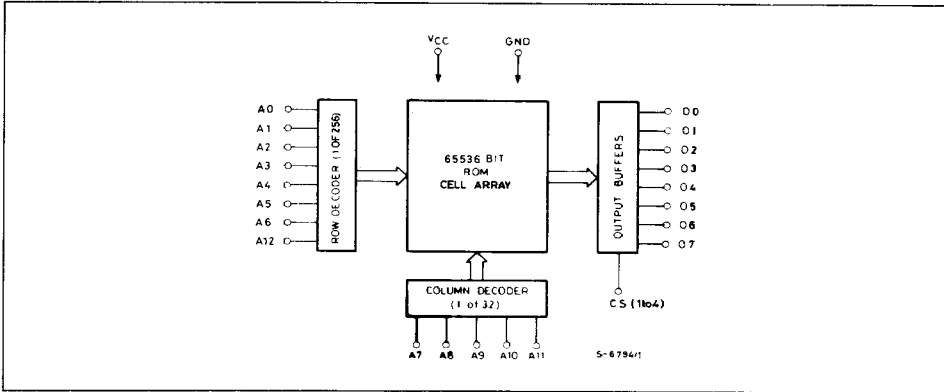 VCC
GND
A0
A1
A2
A3
A4
A5
A6
A12
ROW DECODER (1 OF 256)
65536 BIT
ROM
CELL ARRAY
OUTPUT BUFFERS
O0
O1
O2
O3
O4
O5
O6
O7
COLUMN DECODER
(1 of 32)
CS (1to4)
A7 A8 A9 A10 A11
S-6794/1